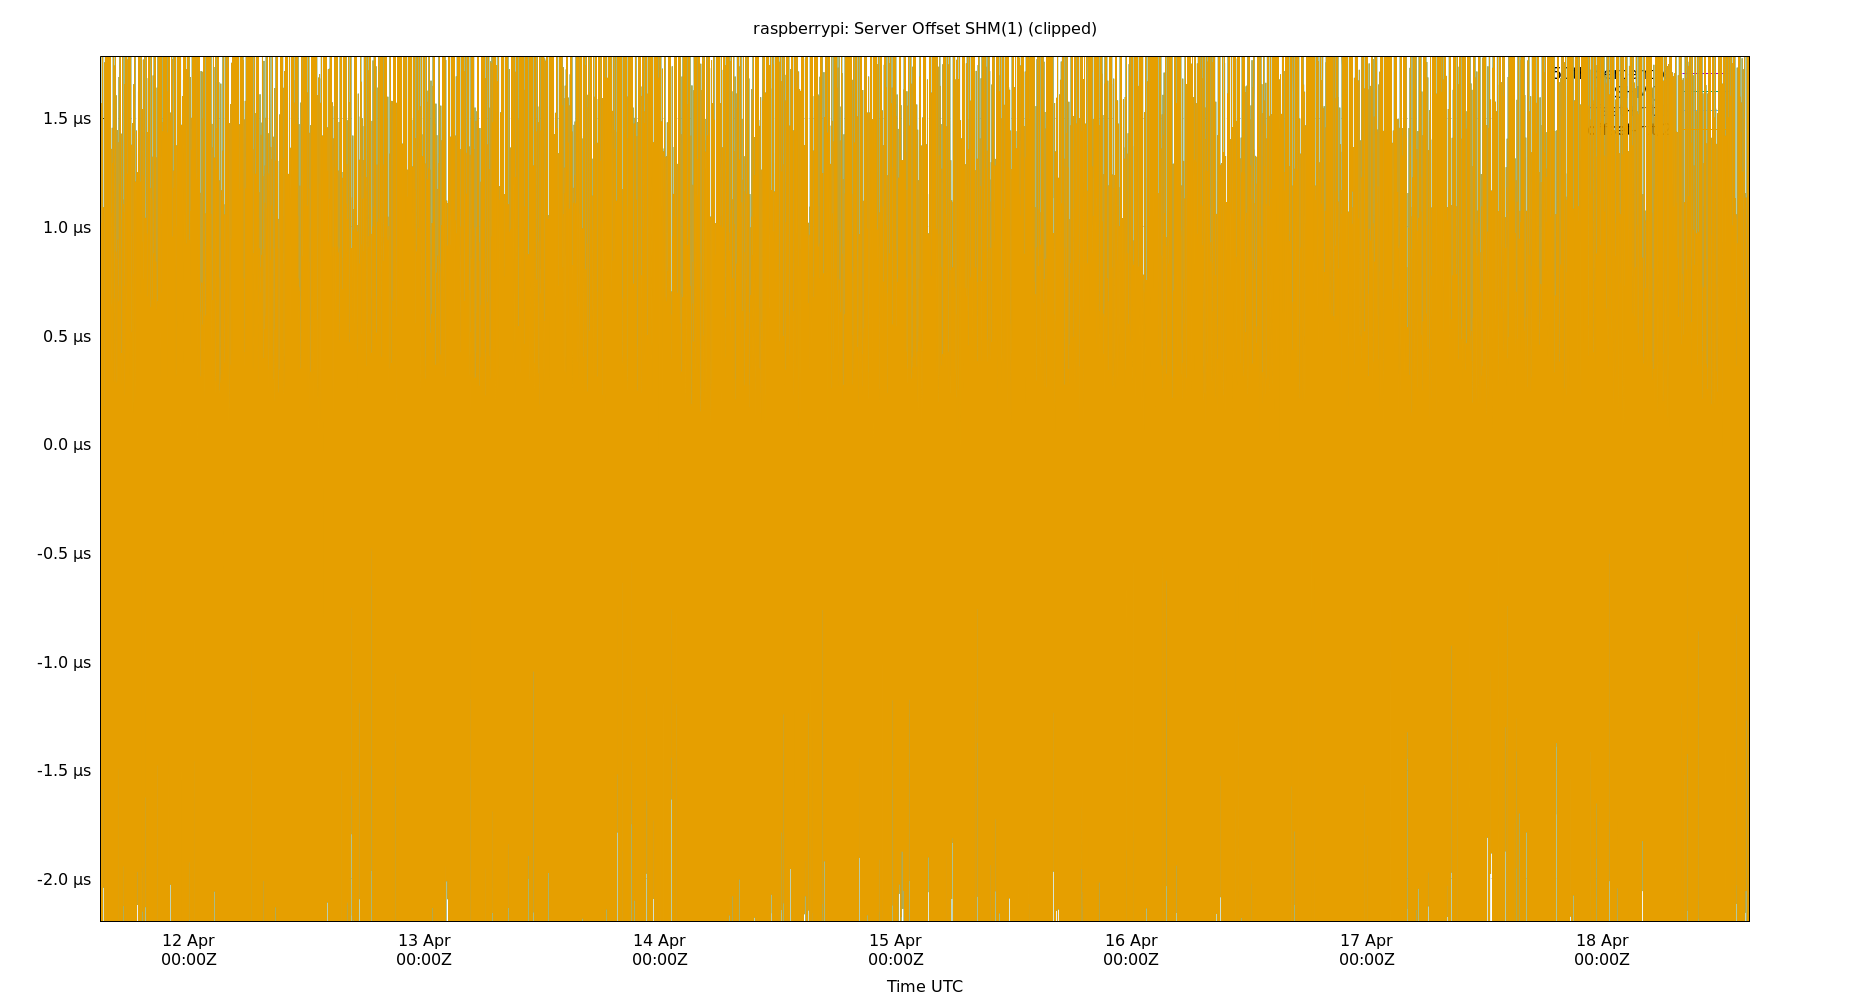 raspberrypi: Server Offset SHM(1) (clipped)
1.5 µs
1.0 µs
0.5 µs
0.0 µs
-0.5 µs
-1.0 µs
-1.5 µs
-2.0 µs
12 Apr 13 Apr 14 Apr 15 Apr 16 Apr 17 Apr 18 Apr
00:00Z 00:00Z 00:00Z 00:00Z 00:00Z 00:00Z 00:00Z
Time UTC